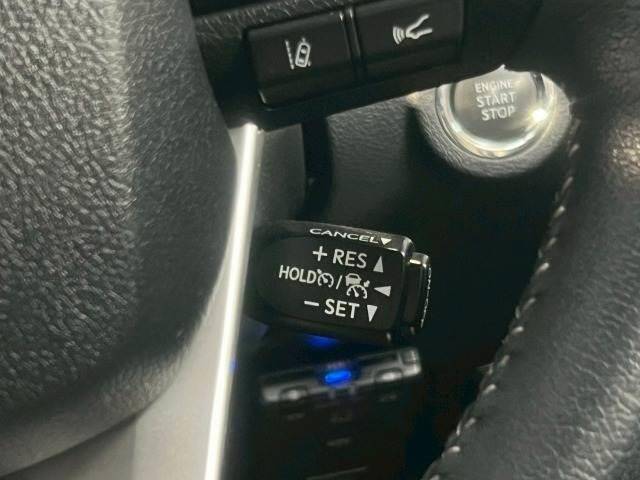 ENGINE
START
STOP
CANCEL▼
+ RES ▲
HOLD / ◀
− SET ▼